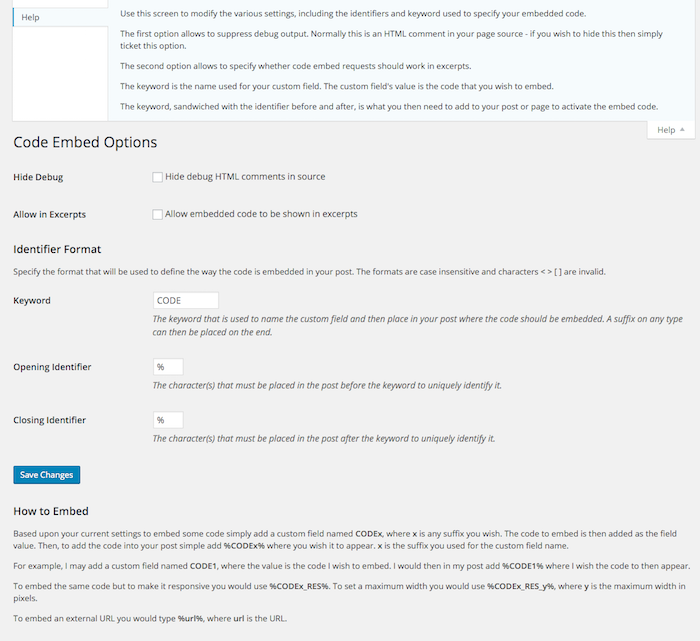 Help
Use this screen to modify the various settings, including the identifiers and keyword used to specify your embedded code.
The first option allows to suppress debug output. Normally this is an HTML comment in your page source - if you wish to hide this then simply
ticket this option.
The second option allows to specify whether code embed requests should work in excerpts.
The keyword is the name used for your custom field. The custom field's value is the code that you wish to embed.
The keyword, sandwiched with the identifier before and after, is what you then need to add to your post or page to activate the embed code.
Help
Code Embed Options
Hide Debug
Hide debug HTML comments in source
Allow in Excerpts
Allow embedded code to be shown in excerpts
Identifier Format
Specify the format that will be used to define the way the code is embedded in your post. The formats are case insensitive and characters < > [ ] are invalid.
Keyword
CODE
The keyword that is used to name the custom field and then place in your post where the code should be embedded. A suffix on any type
can then be placed on the end.
Opening Identifier
%
The character(s) that must be placed in the post before the keyword to uniquely identify it.
Closing Identifier
%
The character(s) that must be placed in the post after the keyword to uniquely identify it.
Save Changes
How to Embed
Based upon your current settings to embed some code simply add a custom field named CODEx, where x is any suffix you wish. The code to embed is then added as the field
value. Then, to add the code into your post simple add %CODEx% where you wish it to appear. x is the suffix you used for the custom field name.
For example, I may add a custom field named CODE1, where the value is the code I wish to embed. I would then in my post add %CODE1% where I wish the code to then appear.
To embed the same code but to make it responsive you would use %CODEx_RES%. To set a maximum width you would use %CODEx_RES_y%, where y is the maximum width in
pixels.
To embed an external URL you would type %url%, where url is the URL.